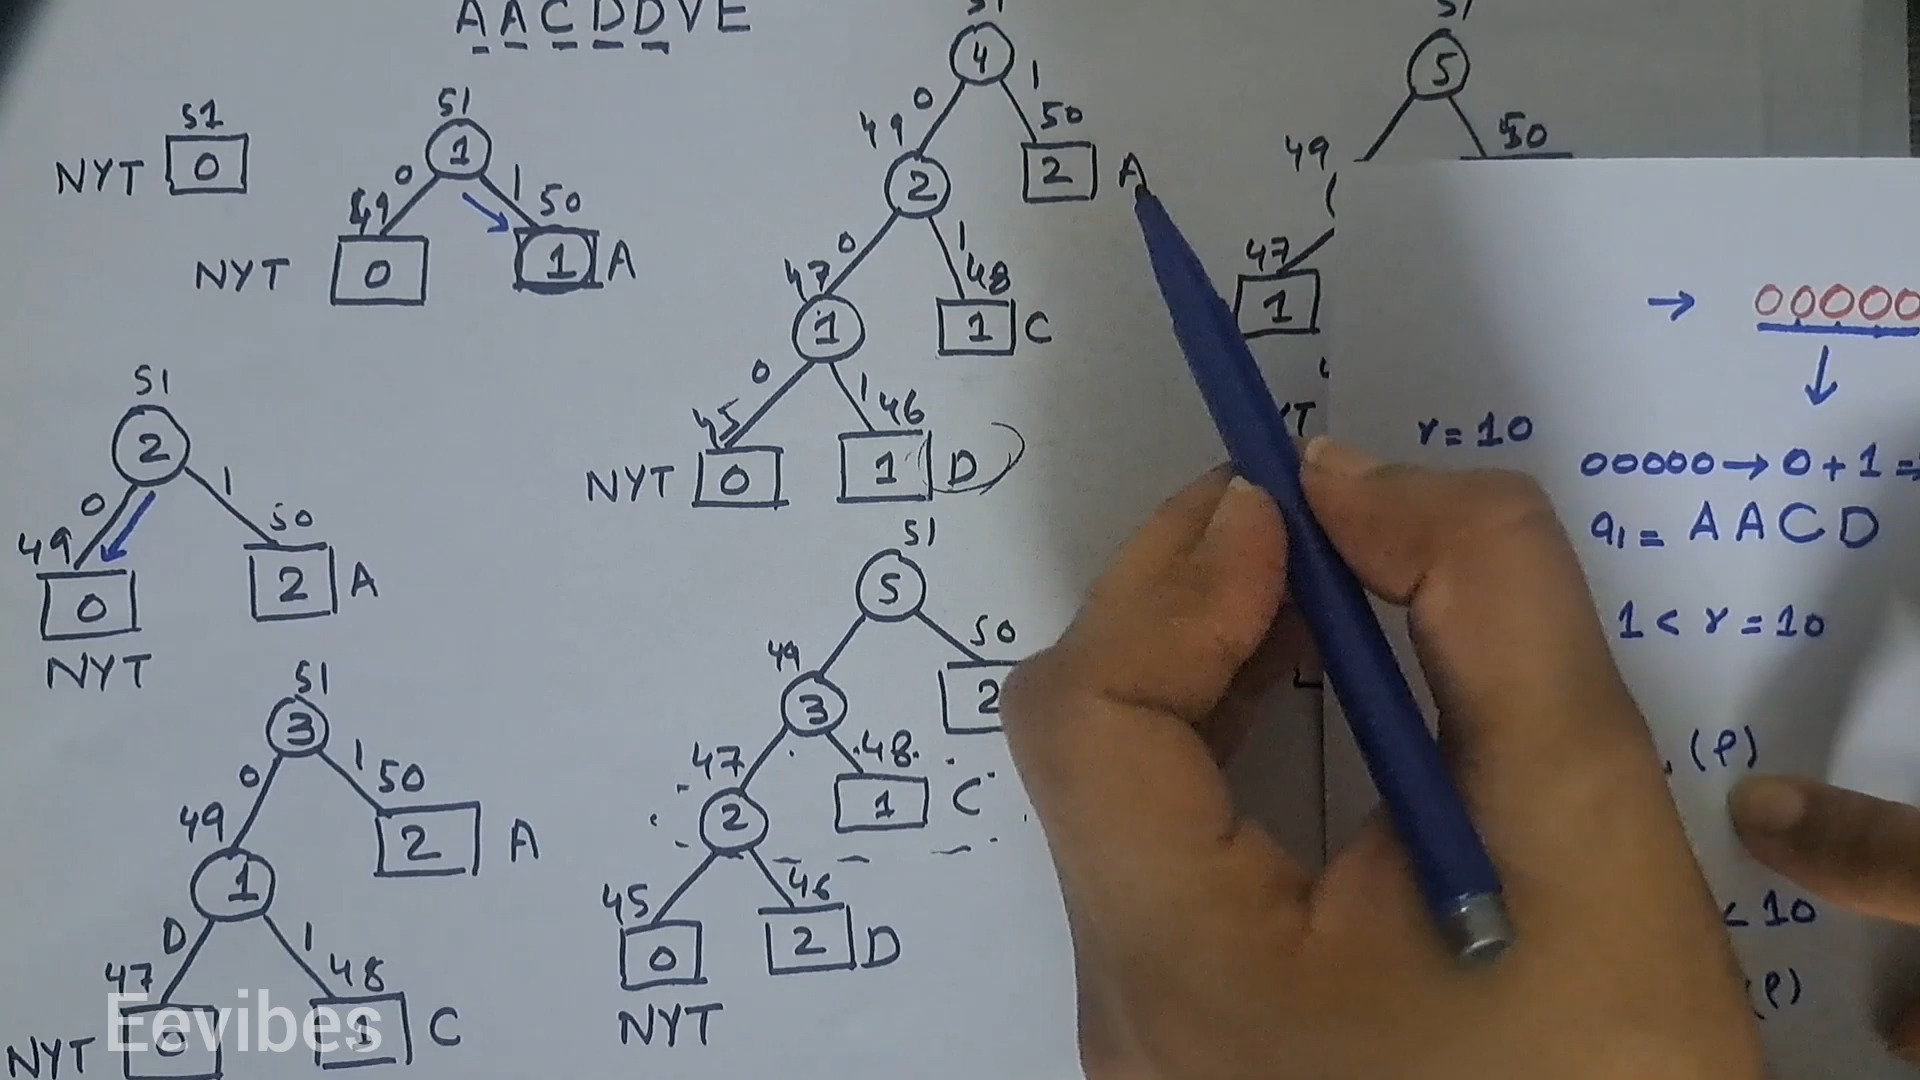 AACDDVE
51
NYT 0
51
1
0 1
49 50
NYT 0 1 A
51
2
0 1
49 50
0 2 A
NYT
51
3
0 1
49 50
1 2 A
0 1
47 48
NYT 0 1 C
4
0 1
49 50
2 2 A
0 1
47 48
1 1 C
0 1
45 46
NYT 0 1 D
51
5
49 50
3 2
47 48
2 1 C
45 46
0 2 D
NYT
5
49 50
47
1
→ 00000
r = 10
00000 → 0 + 1 =
a1 = A A C D
1 < r = 10
(e)
< 10
(e)
Eevibes